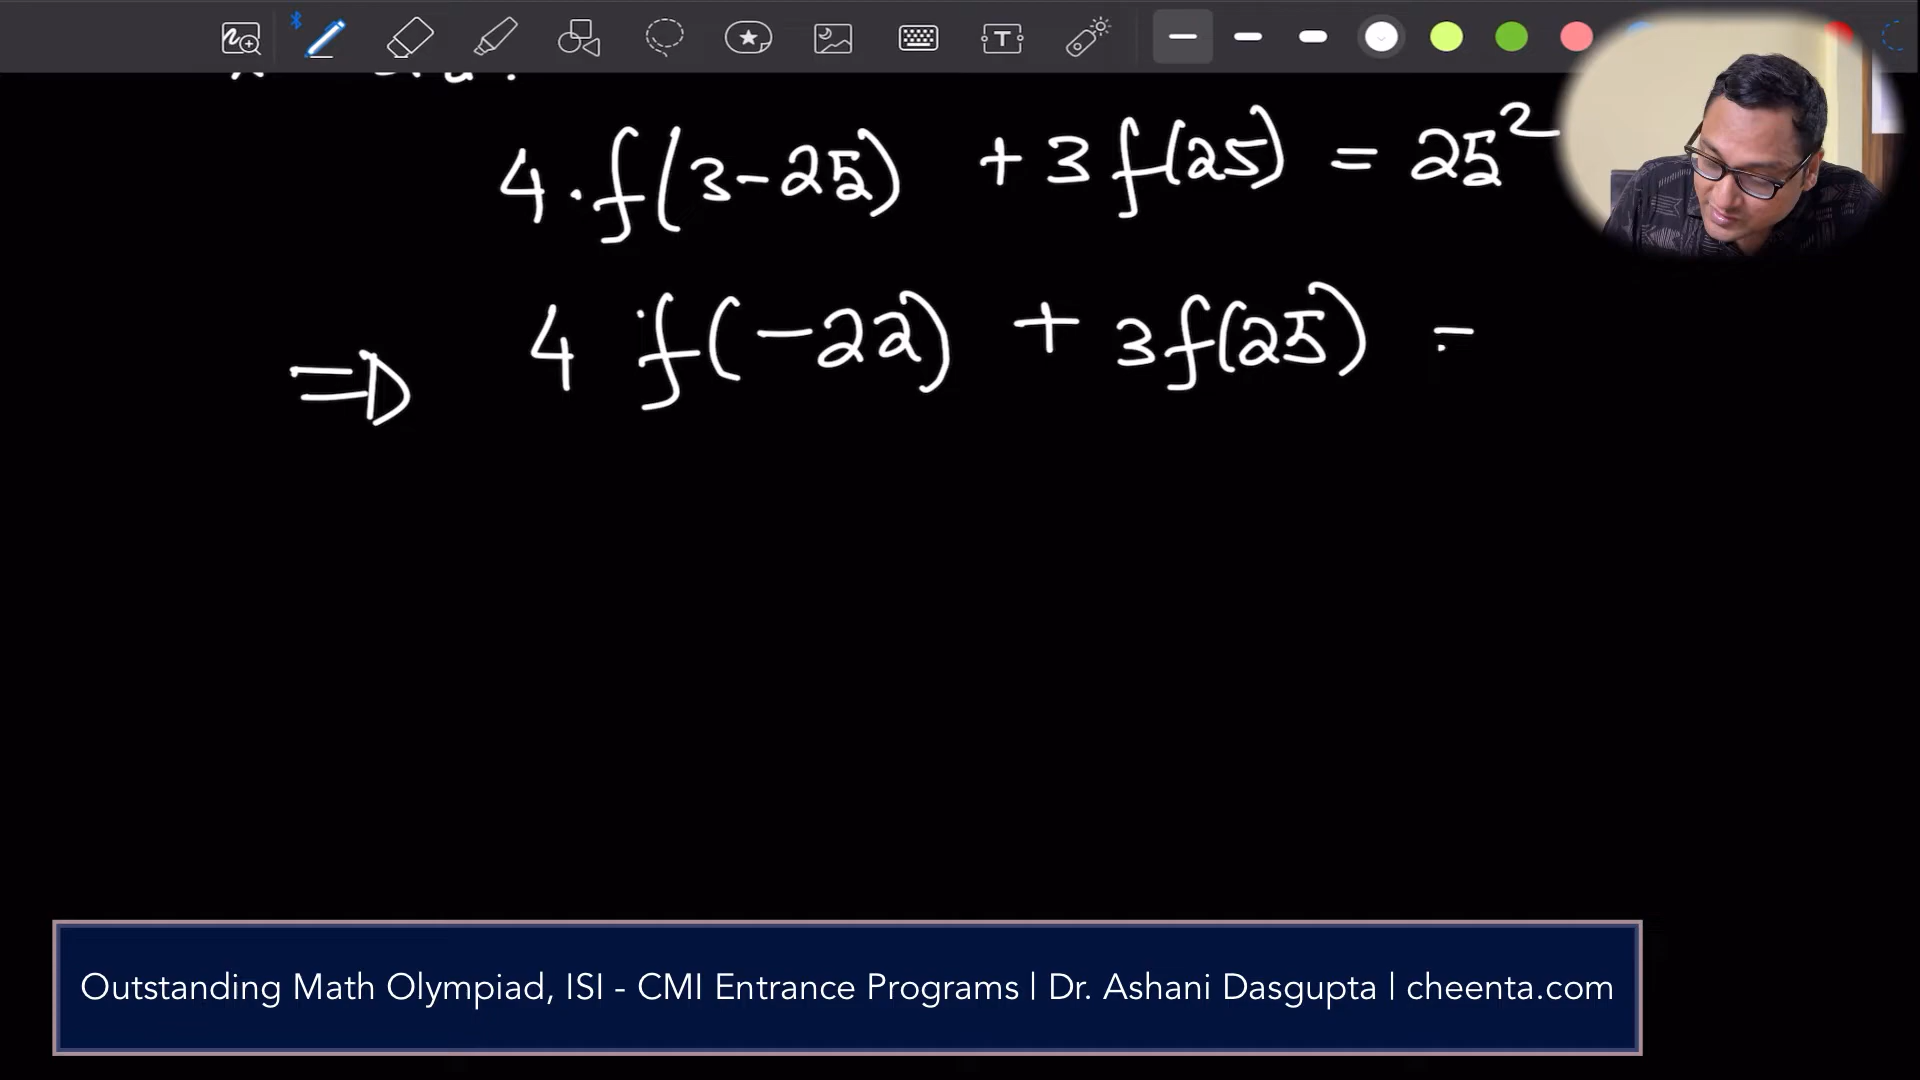 4 · f(3-25) + 3 f(25) = 25²
⇒ 4 f(-22) + 3f(25) =
Outstanding Math Olympiad, ISI - CMI Entrance Programs | Dr. Ashani Dasgupta | cheenta.com